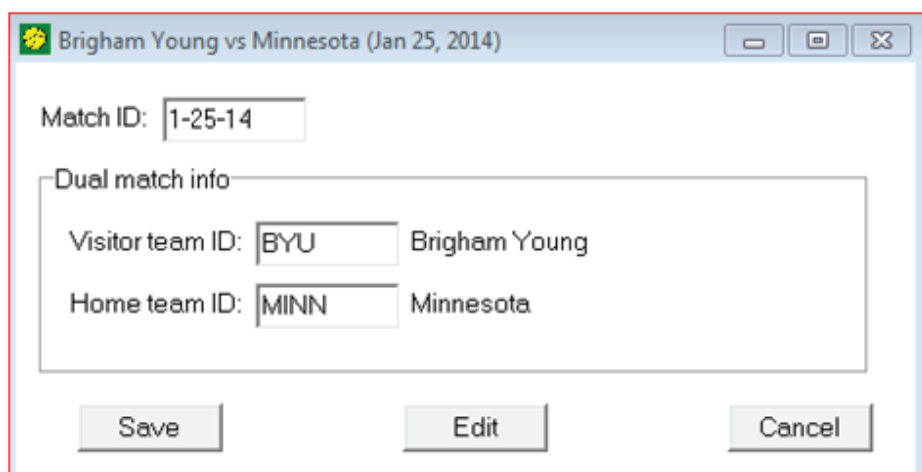 Brigham Young vs Minnesota (Jan 25, 2014)
Match ID: 1-25-14
Dual match info
Visitor team ID: BYU Brigham Young
Home team ID: MINN Minnesota
Save Edit Cancel